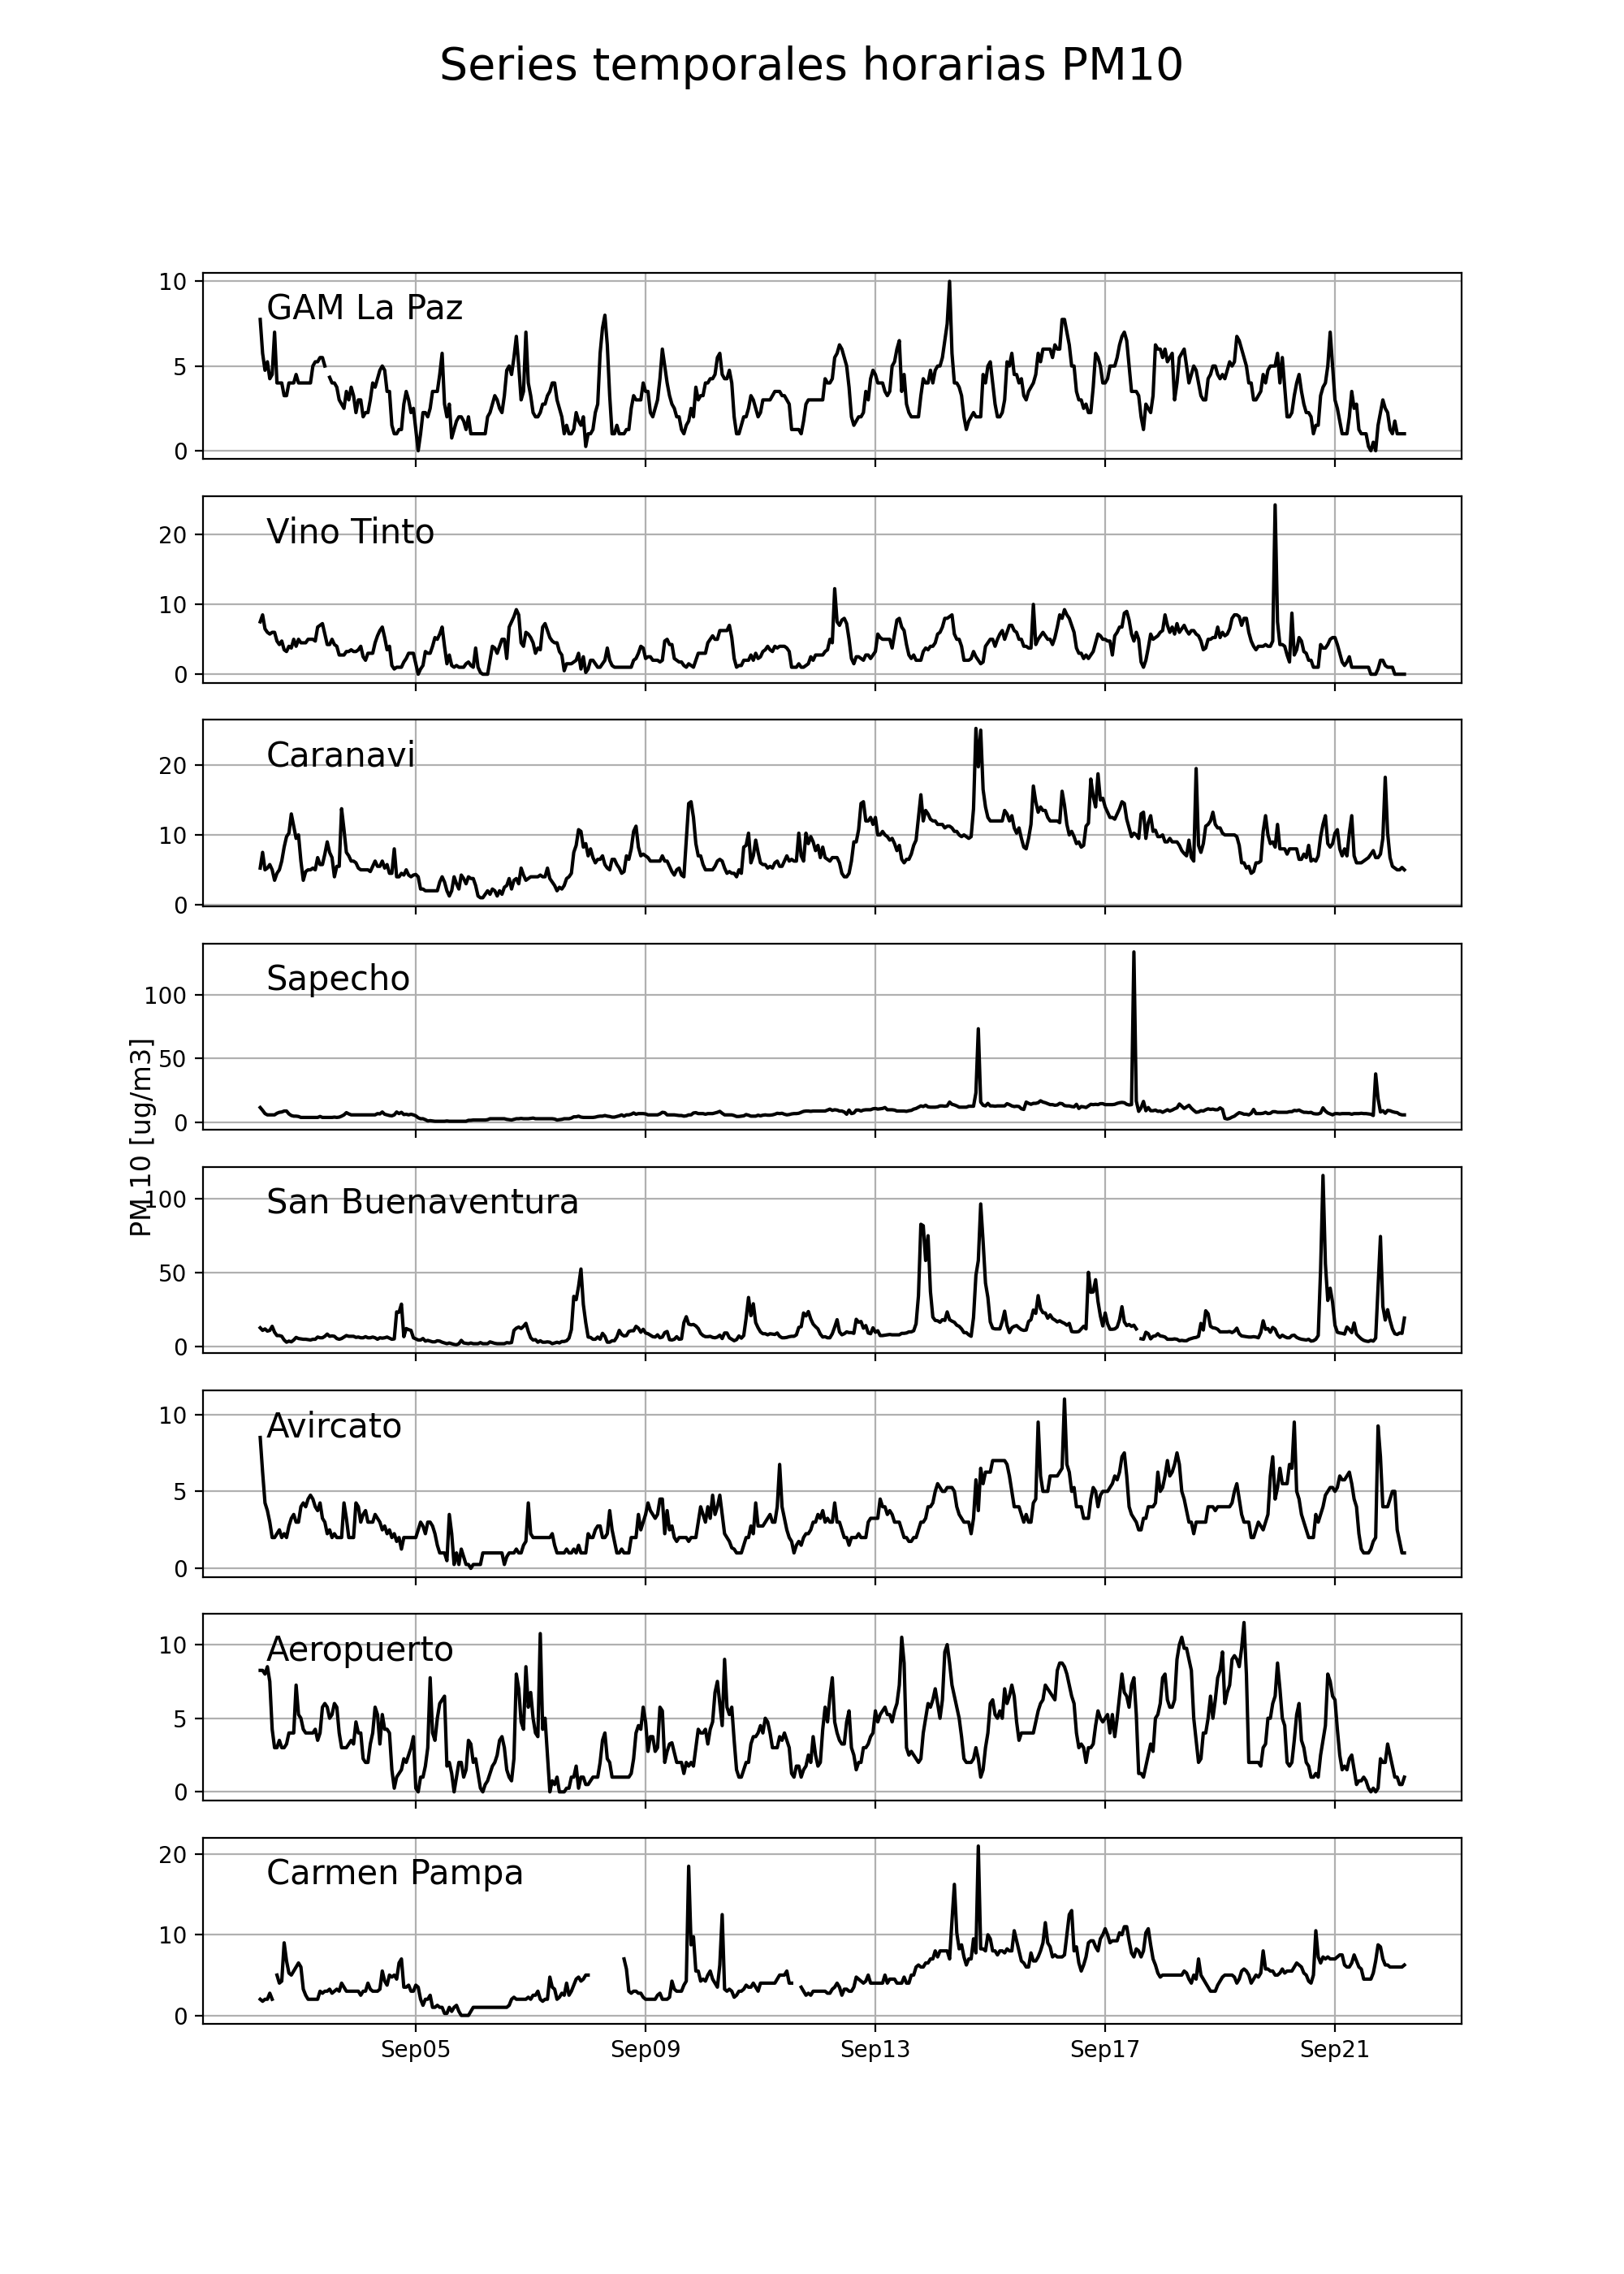 Series temporales horarias PM10
10
GAM La Paz
5
0
Vino Tinto
20
10
0
Caranavi
20
10
0
Sapecho
100
50
0
PM 10 [ug/m3]
San Buenaventura
100
50
0
10
Avircato
5
0
10
Aeropuerto
5
0
20
Carmen Pampa
10
0
Sep05 Sep09 Sep13 Sep17 Sep21